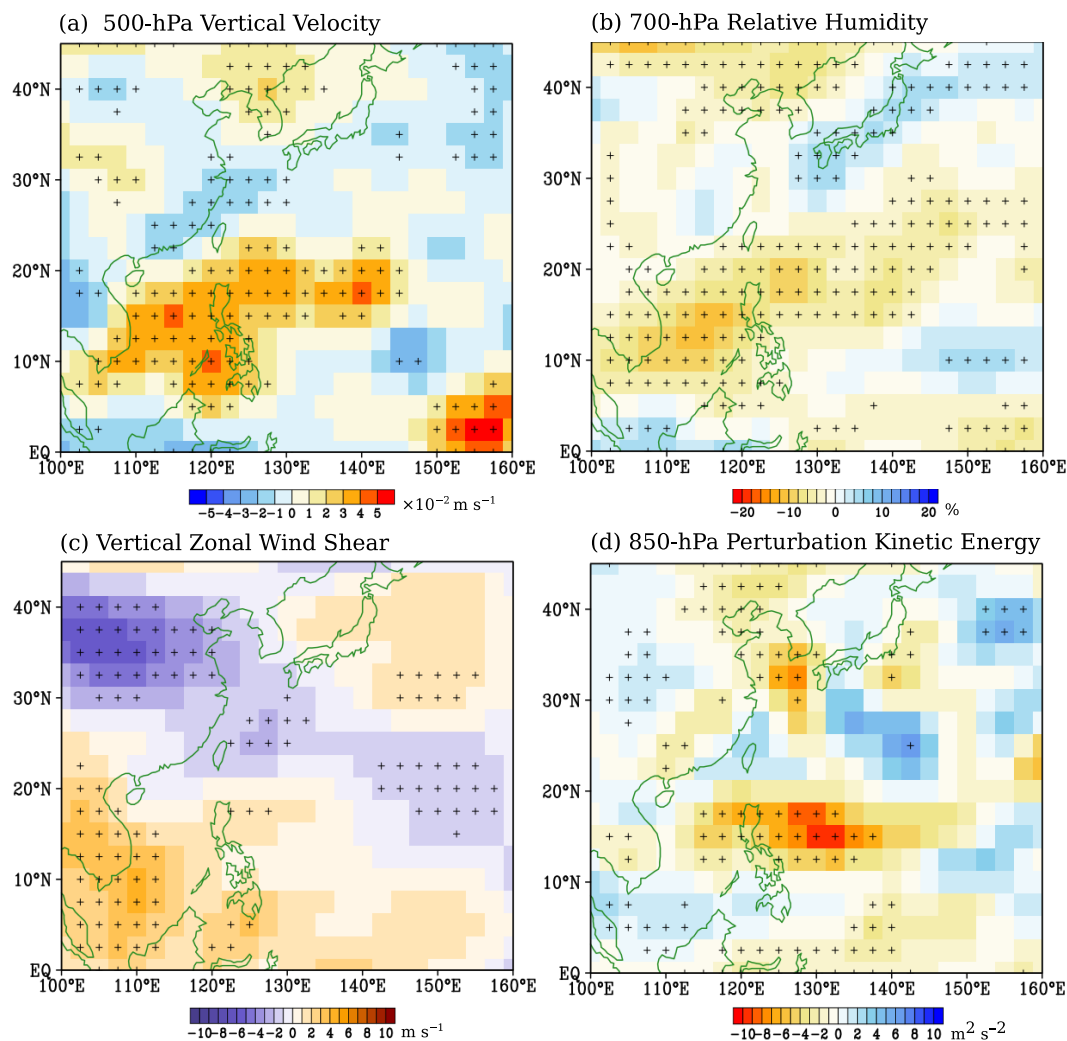 (a) 500-hPa Vertical Velocity
(b) 700-hPa Relative Humidity
40°N
30°N
20°N
10°N
EQ
100°E 110°E 120°E 130°E 140°E 150°E 160°E
-5 -4 -3 -2 -1 0 1 2 3 4 5 ×10⁻² m s⁻¹
40°N
30°N
20°N
10°N
EQ
100°E 110°E 120°E 130°E 140°E 150°E 160°E
-20 -10 0 10 20 %
(c) Vertical Zonal Wind Shear
(d) 850-hPa Perturbation Kinetic Energy
40°N
30°N
20°N
10°N
EQ
100°E 110°E 120°E 130°E 140°E 150°E 160°E
-10 -8 -6 -4 -2 0 2 4 6 8 10 m s⁻¹
40°N
30°N
20°N
10°N
EQ
100°E 110°E 120°E 130°E 140°E 150°E 160°E
-10 -8 -6 -4 -2 0 2 4 6 8 10 m² s⁻²